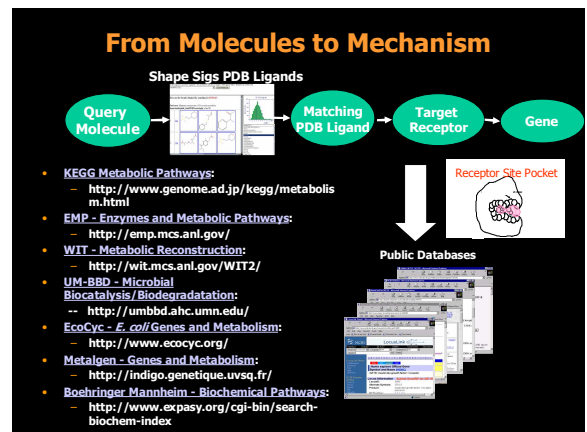 From Molecules to Mechanism
Shape Sigs PDB Ligands
Query
Molecule
Matching
PDB Ligand
Target
Receptor
Gene
• KEGG Metabolic Pathways:
– http://www.genome.ad.jp/kegg/metabolis
m.html
• EMP - Enzymes and Metabolic Pathways:
– http://emp.mcs.anl.gov/
• WIT - Metabolic Reconstruction:
– http://wit.mcs.anl.gov/WIT2/
• UM-BBD - Microbial
Biocatalysis/Biodegradatation:
-- http://umbbd.ahc.umn.edu/
• EcoCyc - E. coli Genes and Metabolism:
– http://www.ecocyc.org/
• Metalgen - Genes and Metabolism:
– http://indigo.genetique.uvsq.fr/
• Boehringer Mannheim - Biochemical Pathways:
– http://www.expasy.org/cgi-bin/search-
biochem-index
Receptor Site Pocket
Public Databases
LocusLink